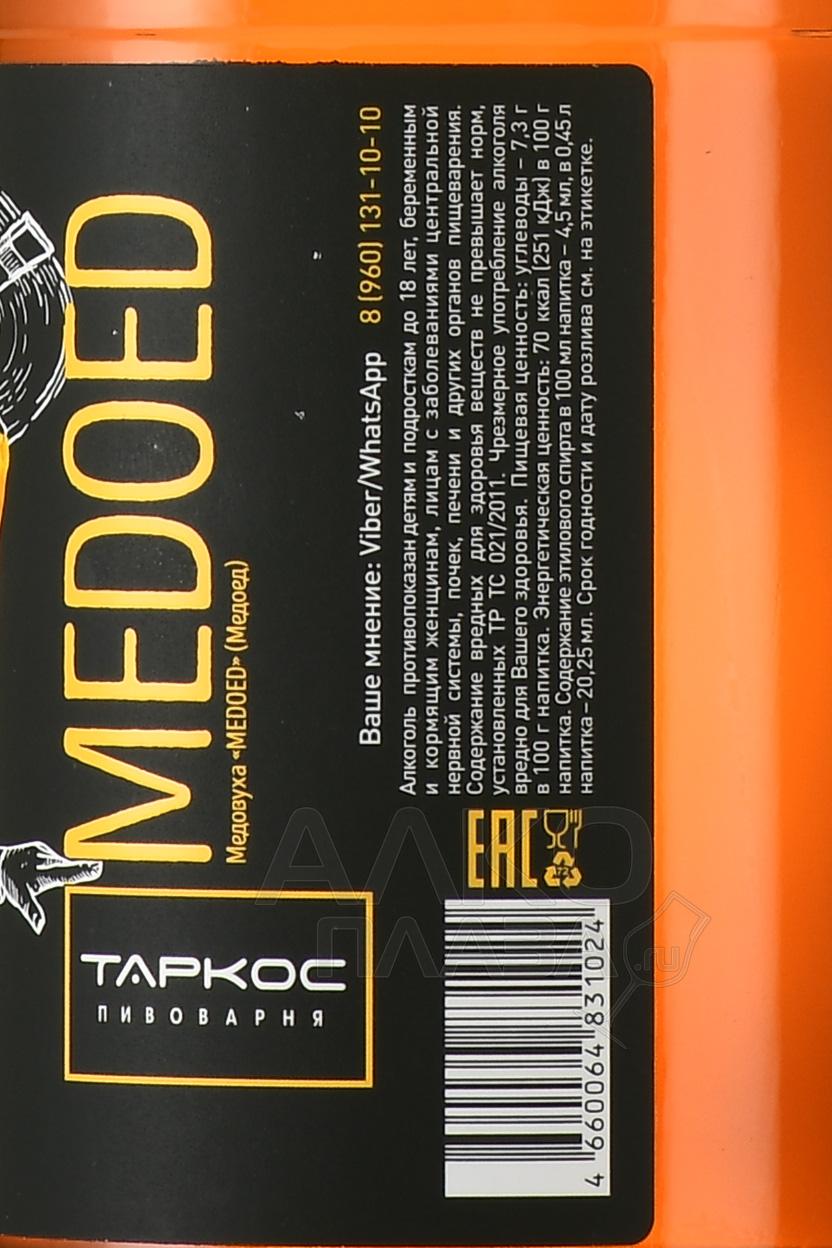 MEDOED
Медовуха «MEDOED» (Медоед)
ТАРКОС
ПИВОВАРНЯ
Ваше мнение: Viber/WhatsApp 8 (960) 131-10-10
Алкоголь противопоказан детям и подросткам до 18 лет, беременным
и кормящим женщинам, лицам с заболеваниями центральной
нервной системы, почек, печени и других органов пищеварения.
Содержание вредных для здоровья веществ не превышает норм,
установленных ТР ТС 021/2011. Чрезмерное употребление алкоголя
вредно для Вашего здоровья. Пищевая ценность: углеводы – 7,3 г
в 100 г напитка. Энергетическая ценность: 70 ккал (251 кДж) в 100 г
напитка. Содержание этилового спирта в 100 мл напитка – 4,5 мл, в 0,45 л
напитка – 20,25 мл. Срок годности и дату розлива см. на этикетке.
EAC
72
4 660064 831024
АЛКО
ПЛАЗА.ru